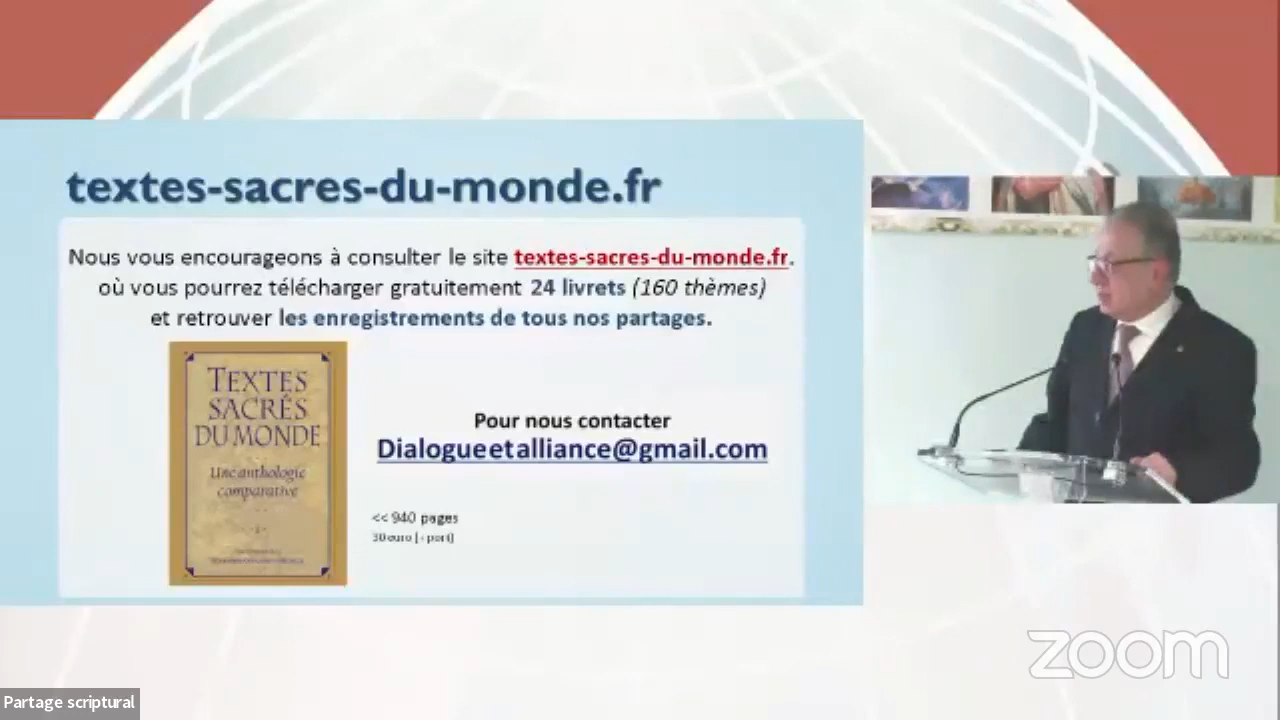 textes-sacres-du-monde.fr
Nous vous encourageons à consulter le site textes-sacres-du-monde.fr.
où vous pourrez télécharger gratuitement 24 livrets (160 thèmes)
et retrouver les enregistrements de tous nos partages.
TEXTES
SACRÉS
DU MONDE
Une anthologie
comparative
Pour nous contacter
Dialogueetalliance@gmail.com
<< 940 pages
30 euro
zoom
Partage scriptural